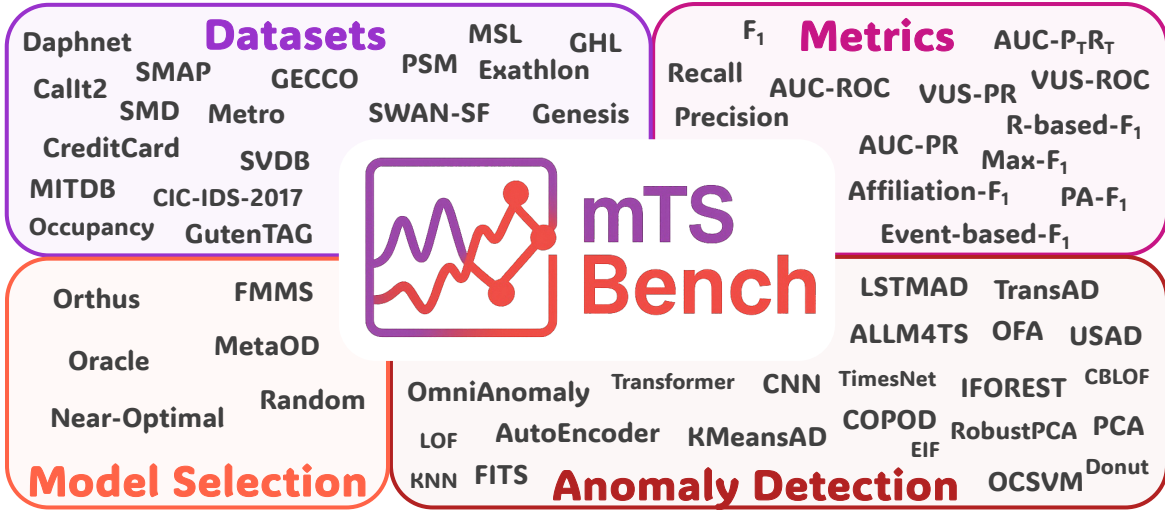 Datasets
Daphnet
MSL
GHL
CalIt2
SMAP
GECCO
PSM
Exathlon
SMD
Metro
SWAN-SF
Genesis
CreditCard
SVDB
MITDB
CIC-IDS-2017
Occupancy
GutenTAG
Metrics
F1
AUC-PTRT
Recall
AUC-ROC
VUS-PR
VUS-ROC
Precision
R-based-F1
AUC-PR
Max-F1
Affiliation-F1
PA-F1
Event-based-F1
mTS
Bench
Orthus
FMMS
Oracle
MetaOD
Near-Optimal
Random
Model Selection
LSTMAD
TransAD
ALLM4TS
OFA
USAD
OmniAnomaly
Transformer
CNN
TimesNet
IFOREST
CBLOF
LOF
AutoEncoder
KMeansAD
COPOD
EIF
RobustPCA
PCA
KNN
FITS
OCSVM
Donut
Anomaly Detection